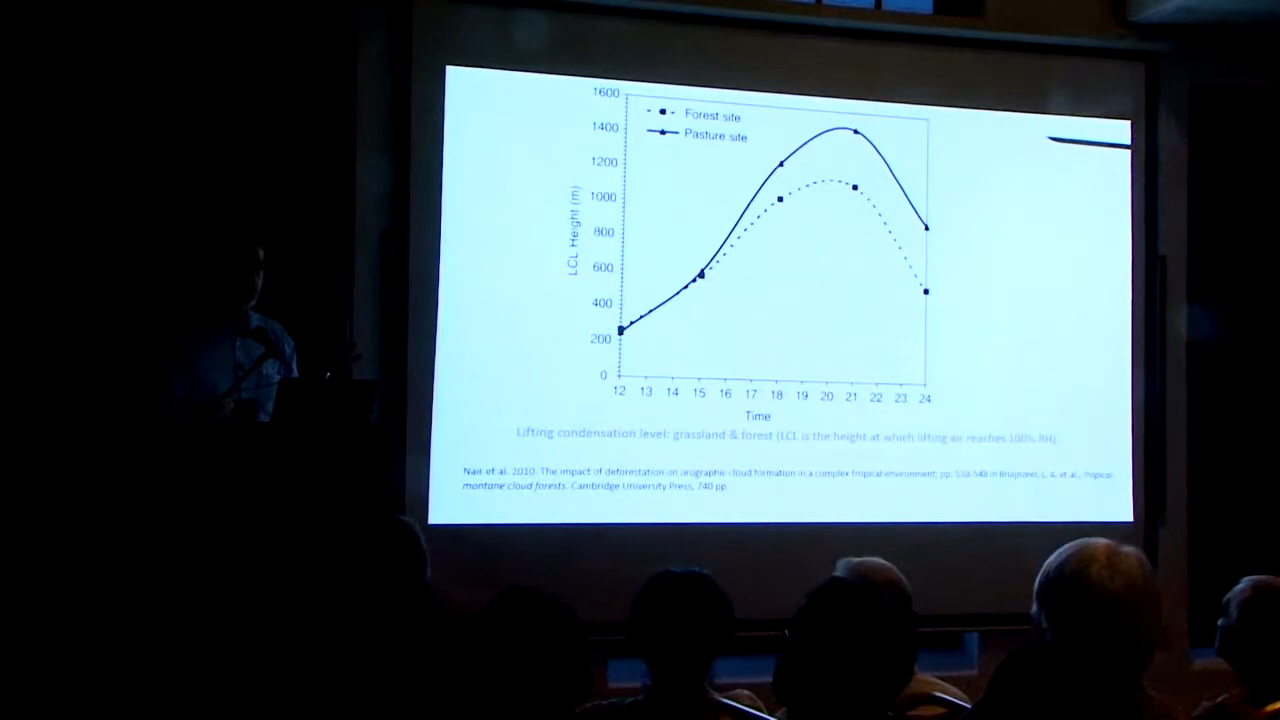 1600
1400
1200
1000
800
600
400
200
0
LCL Height (m)
Forest site
Pasture site
12 13 14 15 16 17 18 19 20 21 22 23 24
Time
Lifting condensation level: grassland & forest (LCL is the height at which lifting air reaches 100% RH).
Nair et al. 2010. The impact of deforestation on orographic cloud formation in a complex tropical environment; pp. 538-548 in Bruijnzeel, L. A. et al., Tropical
montane cloud forests. Cambridge University Press, 740 pp.